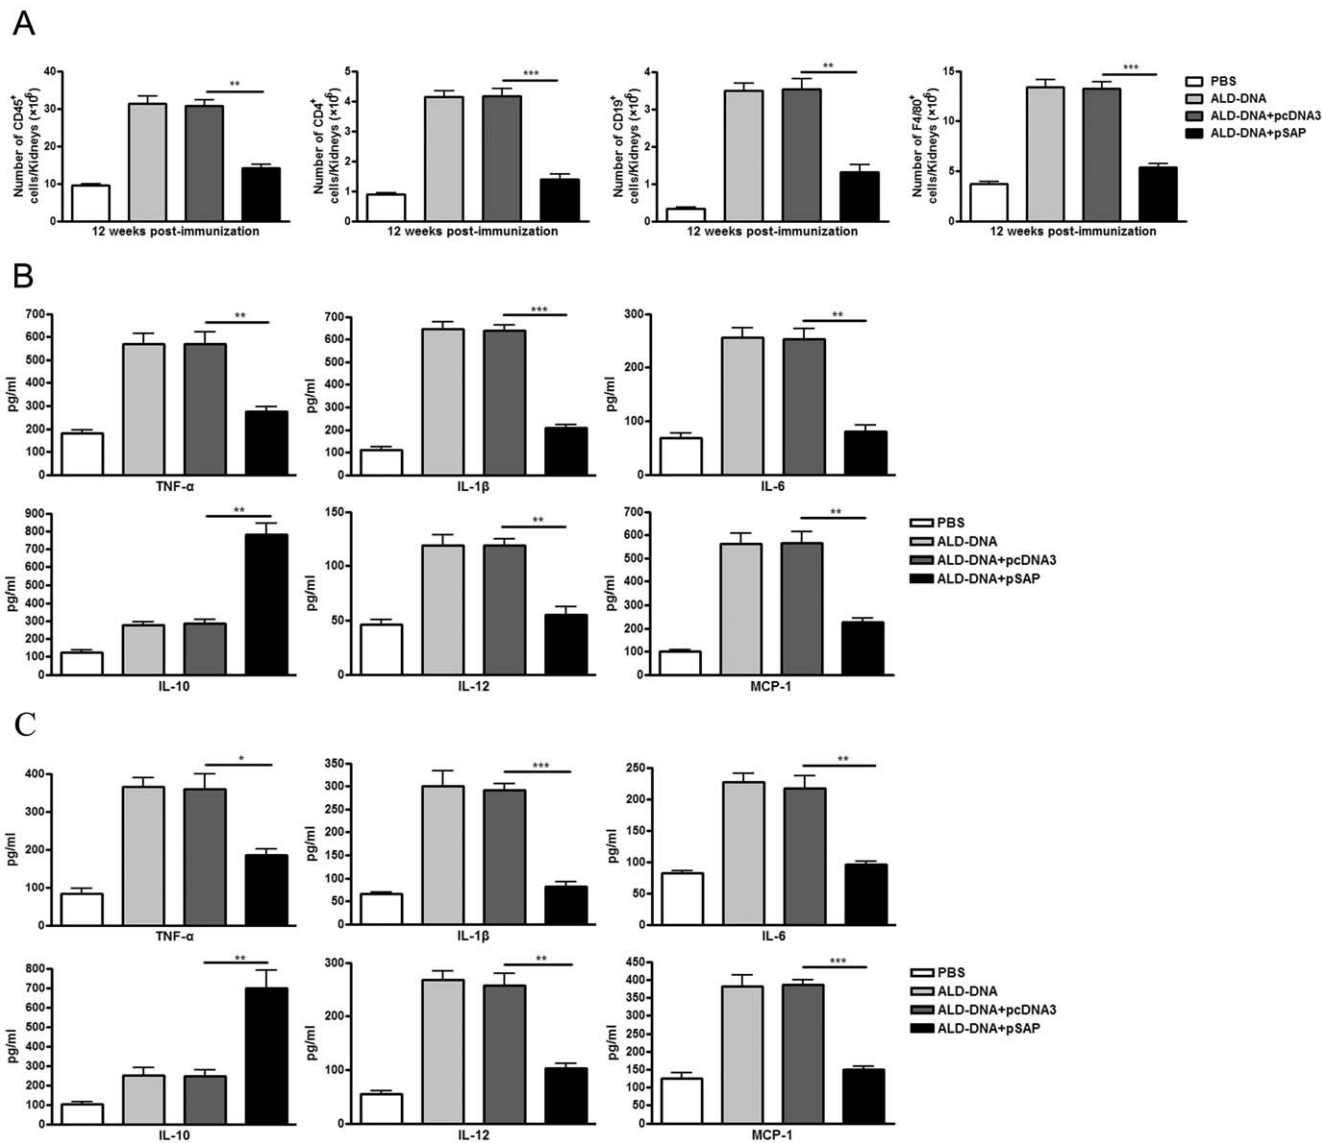 A
Number of CD45+
cells/Kidneys (×10⁶)
40
30
20
10
0
**
12 weeks post-immunization
Number of CD4+
cells/Kidneys (×10⁶)
5
4
3
2
1
0
***
12 weeks post-immunization
Number of CD19+
cells/Kidneys (×10⁶)
4
3
2
1
0
**
12 weeks post-immunization
Number of F4/80+
cells/Kidneys (×10⁶)
15
10
5
0
***
12 weeks post-immunization
PBS
ALD-DNA
ALD-DNA+pcDNA3
ALD-DNA+pSAP
B
pg/ml
700
600
500
400
300
200
100
0
**
TNF-α
pg/ml
700
600
500
400
300
200
100
0
***
IL-1β
pg/ml
300
200
100
0
**
IL-6
pg/ml
900
800
700
600
500
400
300
200
100
0
**
IL-10
pg/ml
150
100
50
0
**
IL-12
pg/ml
700
600
500
400
300
200
100
0
**
MCP-1
PBS
ALD-DNA
ALD-DNA+pcDNA3
ALD-DNA+pSAP
C
pg/ml
400
300
200
100
0
*
TNF-α
pg/ml
350
300
250
200
150
100
50
0
***
IL-1β
pg/ml
250
200
150
100
50
0
**
IL-6
pg/ml
800
700
600
500
400
300
200
100
0
**
IL-10
pg/ml
300
200
100
0
**
IL-12
pg/ml
450
400
350
300
250
200
150
100
50
0
***
MCP-1
PBS
ALD-DNA
ALD-DNA+pcDNA3
ALD-DNA+pSAP